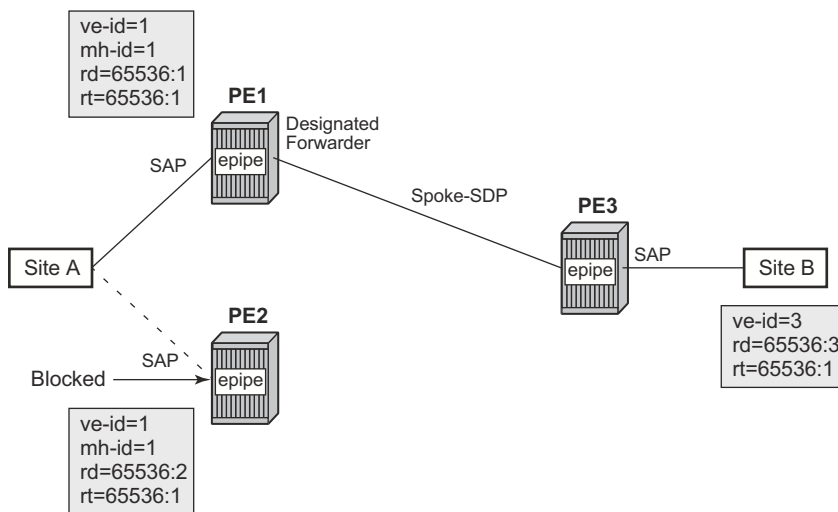 ve-id=1
mh-id=1
rd=65536:1
rt=65536:1
PE1
Designated
Forwarder
epipe
SAP
Spoke-SDP
PE3
epipe
SAP
Site A
Site B
PE2
SAP
Blocked
epipe
ve-id=3
rd=65536:3
rt=65536:1
ve-id=1
mh-id=1
rd=65536:2
rt=65536:1